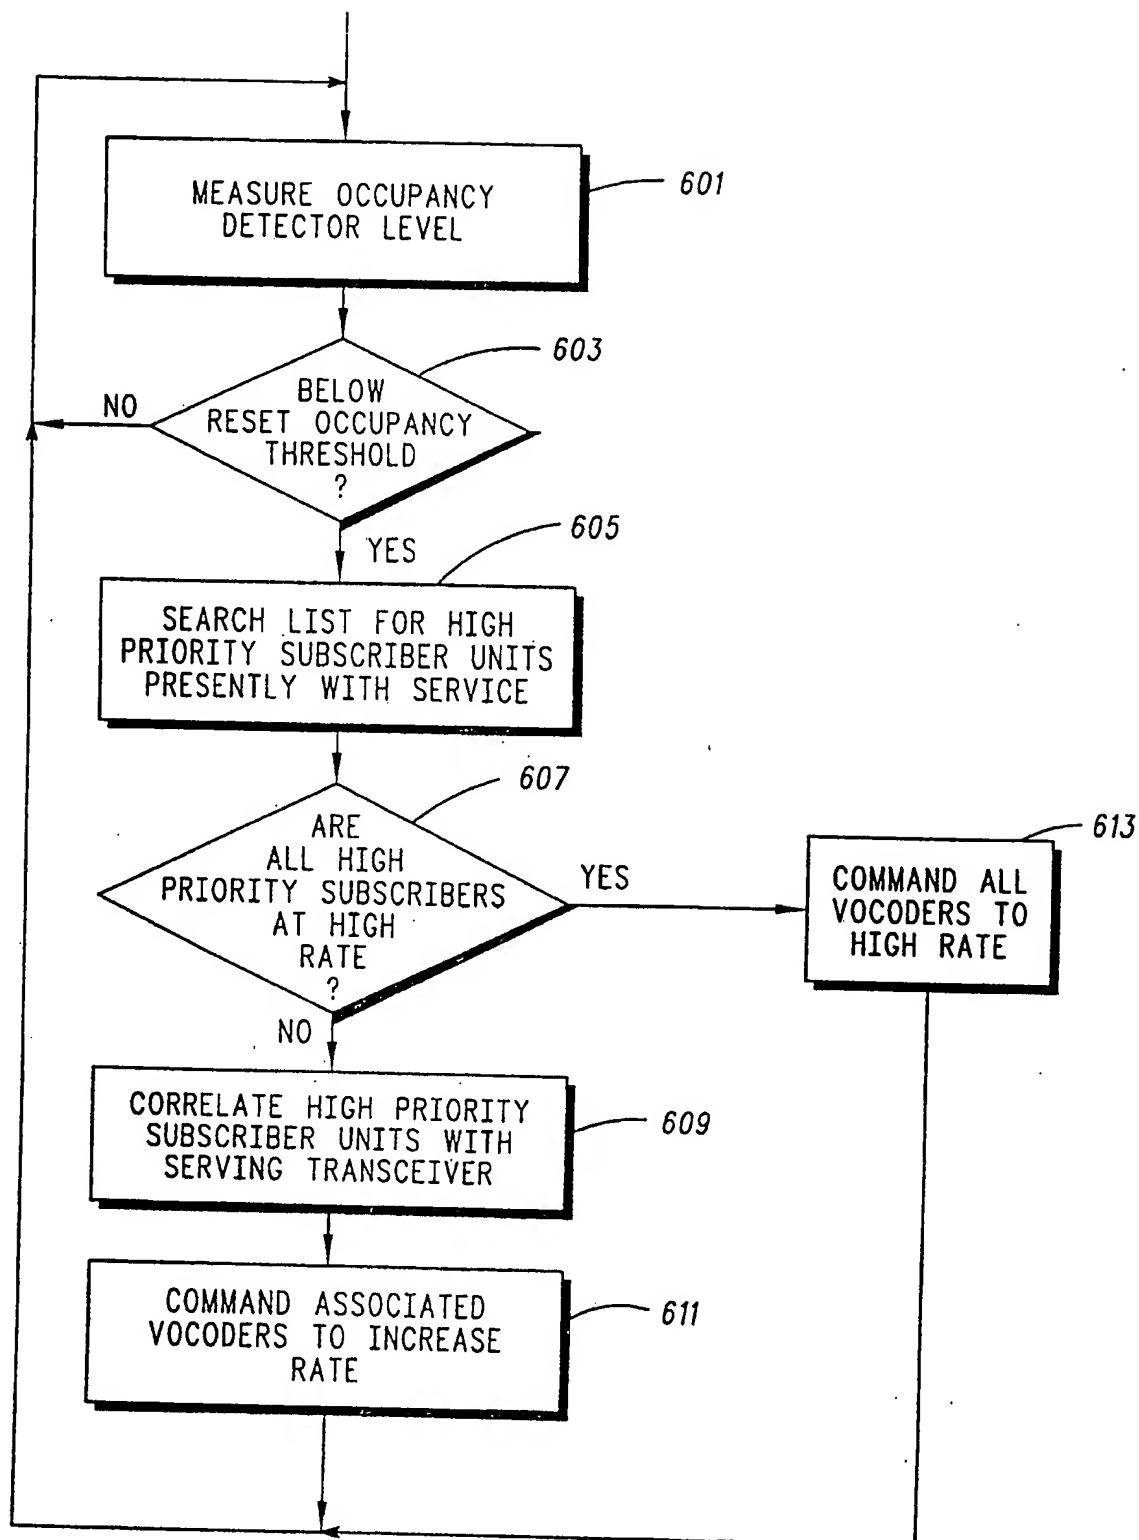 MEASURE OCCUPANCY
DETECTOR LEVEL
601
603
BELOW
RESET OCCUPANCY
THRESHOLD
?
NO
YES
605
SEARCH LIST FOR HIGH
PRIORITY SUBSCRIBER UNITS
PRESENTLY WITH SERVICE
607
ARE
ALL HIGH
PRIORITY SUBSCRIBERS
AT HIGH
RATE
?
YES
613
COMMAND ALL
VOCODERS TO
HIGH RATE
NO
CORRELATE HIGH PRIORITY
SUBSCRIBER UNITS WITH
SERVING TRANSCEIVER
609
COMMAND ASSOCIATED
VOCODERS TO INCREASE
RATE
611